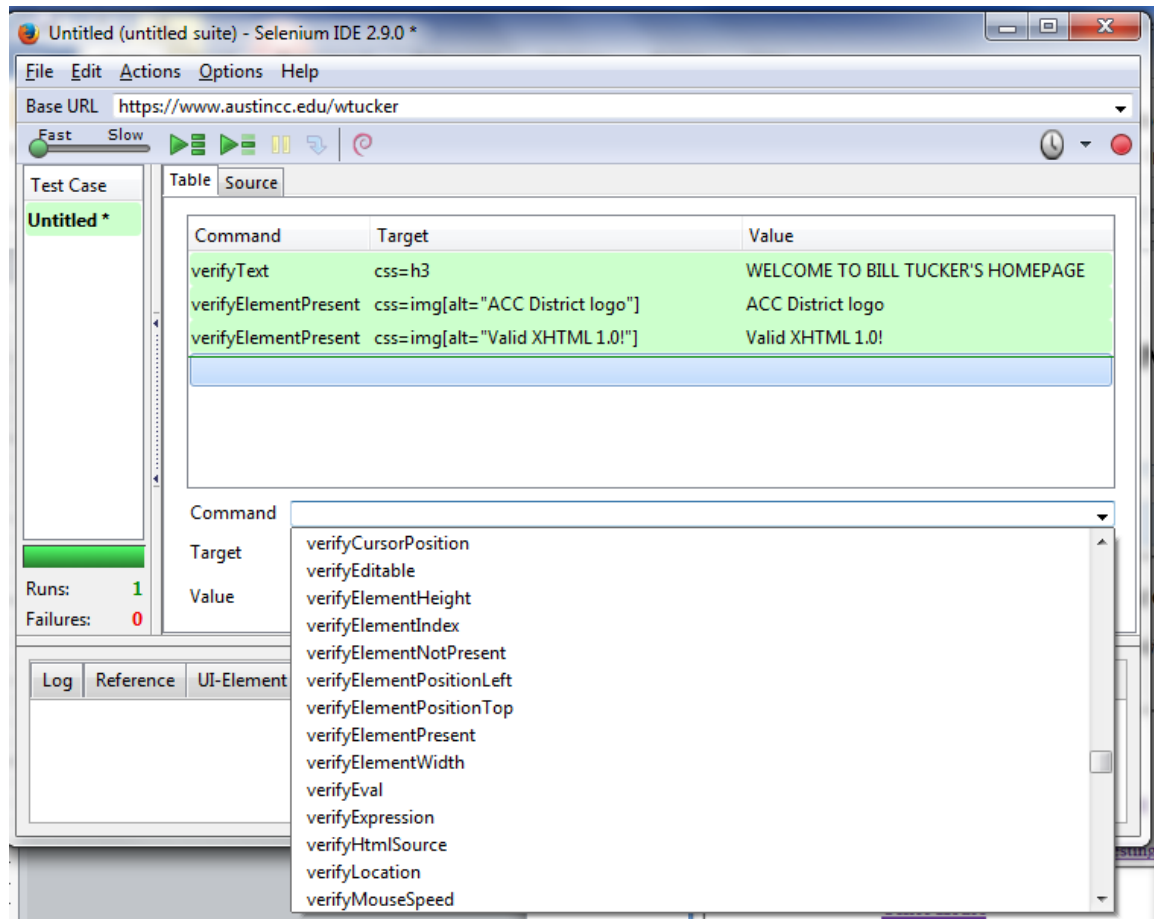 Untitled (untitled suite) - Selenium IDE 2.9.0 *
File Edit Actions Options Help
Base URL https://www.austincc.edu/wtucker
Fast Slow
Test Case
Table Source
Untitled *
Command Target Value
verifyText css=h3 WELCOME TO BILL TUCKER'S HOMEPAGE
verifyElementPresent css=img[alt="ACC District logo"] ACC District logo
verifyElementPresent css=img[alt="Valid XHTML 1.0!"] Valid XHTML 1.0!
Command
Target
Value
Runs: 1
Failures: 0
verifyCursorPosition
verifyEditable
verifyElementHeight
verifyElementIndex
verifyElementNotPresent
verifyElementPositionLeft
verifyElementPositionTop
verifyElementPresent
verifyElementWidth
verifyEval
verifyExpression
verifyHtmlSource
verifyLocation
verifyMouseSpeed
Log Reference UI-Element